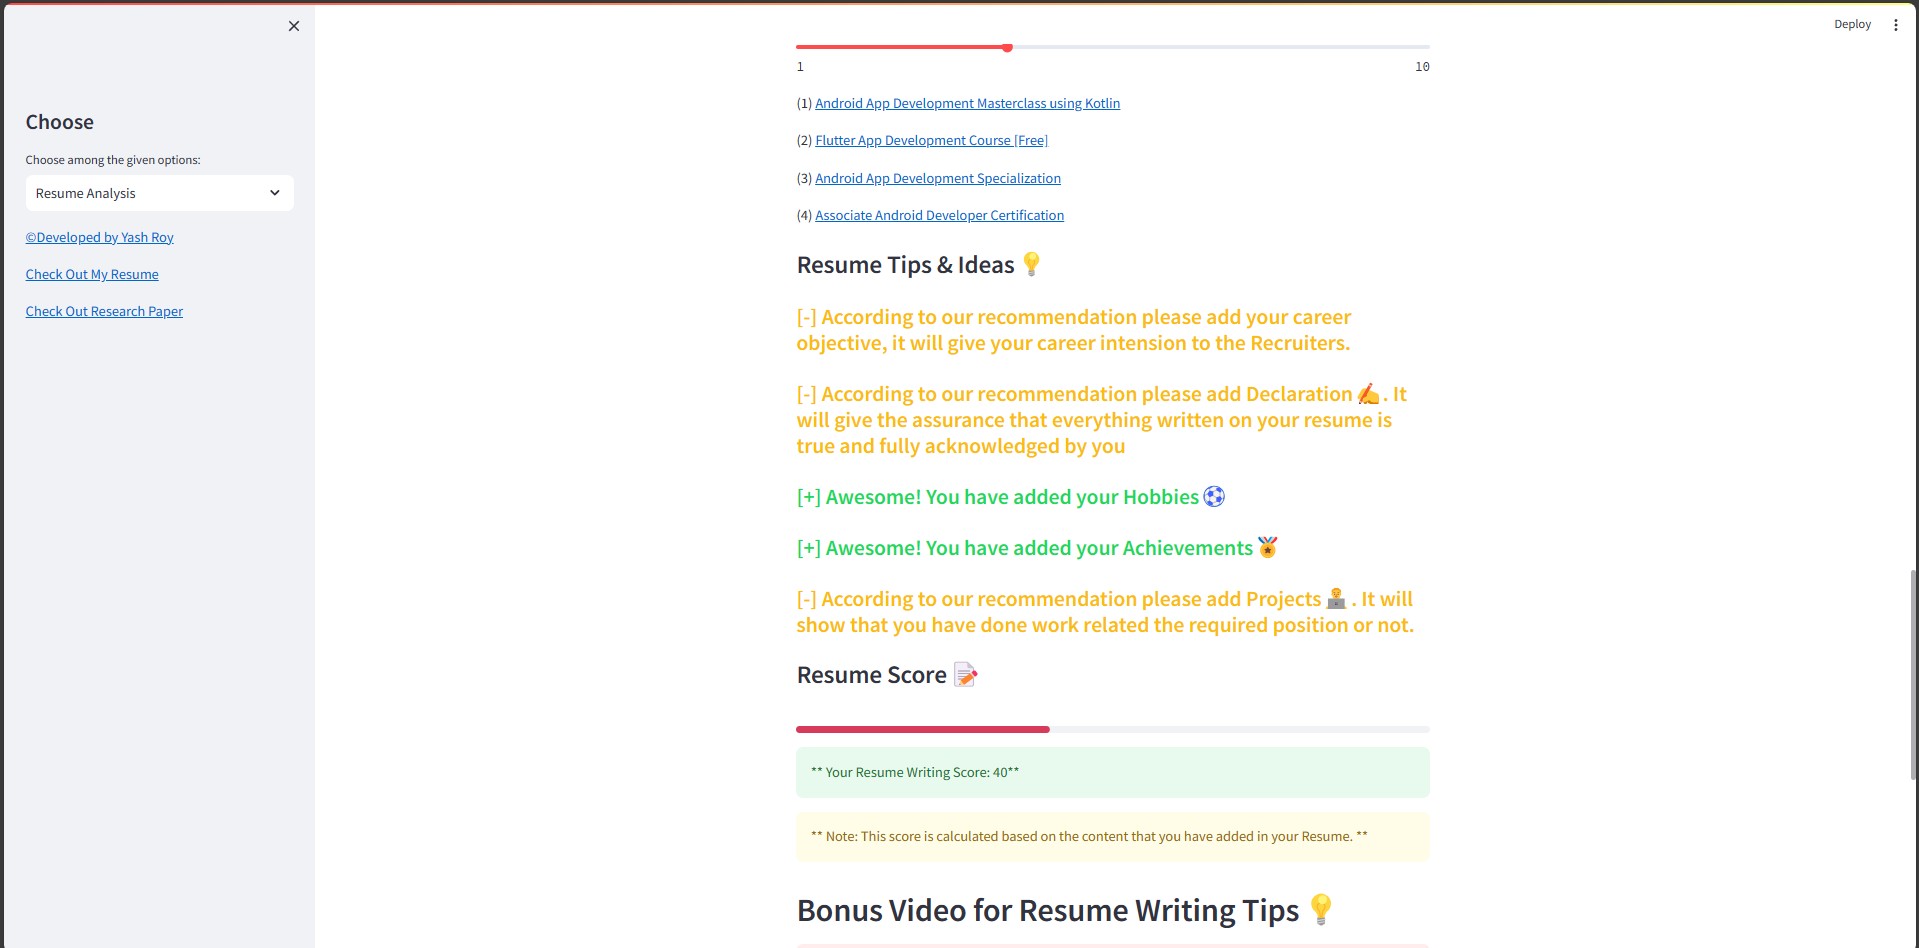 Deploy
Choose
Choose among the given options:
Resume Analysis
©Developed by Yash Roy
Check Out My Resume
Check Out Research Paper
1 10
(1) Android App Development Masterclass using Kotlin
(2) Flutter App Development Course [Free]
(3) Android App Development Specialization
(4) Associate Android Developer Certification
Resume Tips & Ideas 💡
[-] According to our recommendation please add your career
objective, it will give your career intension to the Recruiters.
[-] According to our recommendation please add Declaration ✍. It
will give the assurance that everything written on your resume is
true and fully acknowledged by you
[+] Awesome! You have added your Hobbies ⚽
[+] Awesome! You have added your Achievements 🏅
[-] According to our recommendation please add Projects 👨‍💻 . It will
show that you have done work related the required position or not.
Resume Score 📝
** Your Resume Writing Score: 40**
** Note: This score is calculated based on the content that you have added in your Resume. **
Bonus Video for Resume Writing Tips 💡